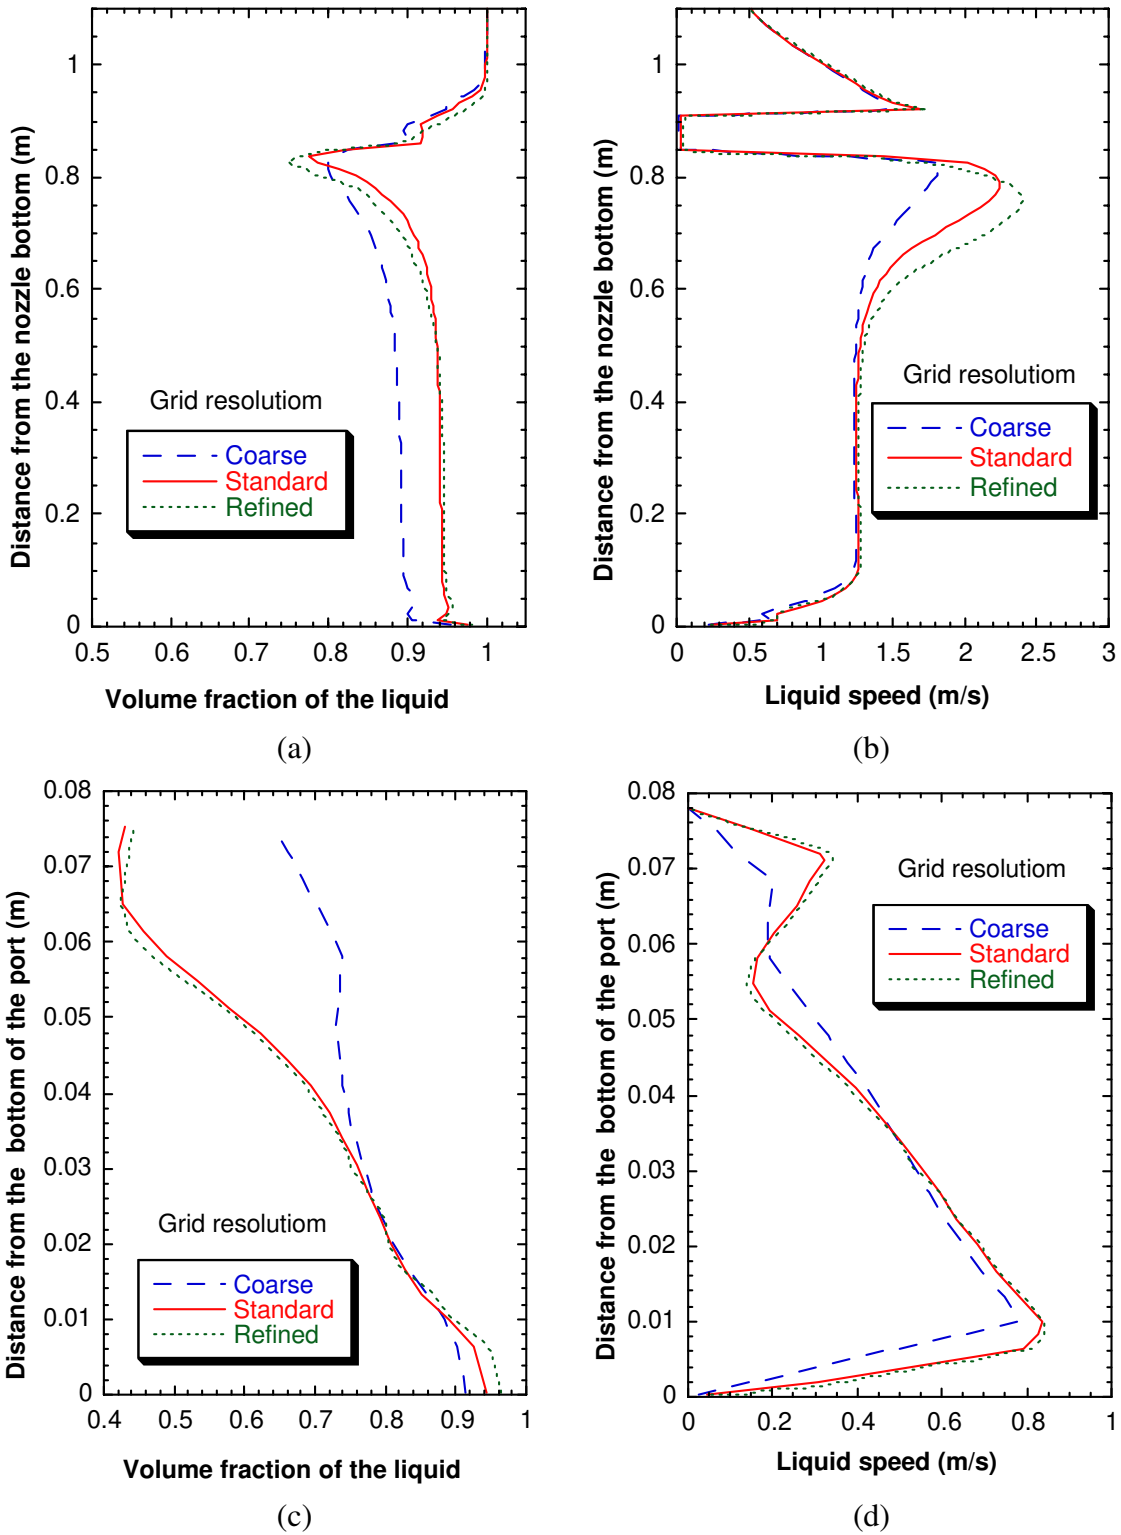 Distance from the nozzle bottom (m)
1
0.8
0.6
0.4
0.2
0
Grid resolutiom
Coarse
Standard
Refined
0.5
0.6
0.7
0.8
0.9
1
Volume fraction of the liquid
(a)
Distance from the nozzle bottom (m)
1
0.8
0.6
0.4
0.2
0
Grid resolutiom
Coarse
Standard
Refined
0
0.5
1
1.5
2
2.5
3
Liquid speed (m/s)
(b)
Distance from the bottom of the port (m)
0.08
0.07
0.06
0.05
0.04
0.03
0.02
0.01
0
Grid resolutiom
Coarse
Standard
Refined
0.4
0.5
0.6
0.7
0.8
0.9
1
Volume fraction of the liquid
(c)
Distance from the bottom of the port (m)
0.08
0.07
0.06
0.05
0.04
0.03
0.02
0.01
0
Grid resolutiom
Coarse
Standard
Refined
0
0.2
0.4
0.6
0.8
1
Liquid speed (m/s)
(d)